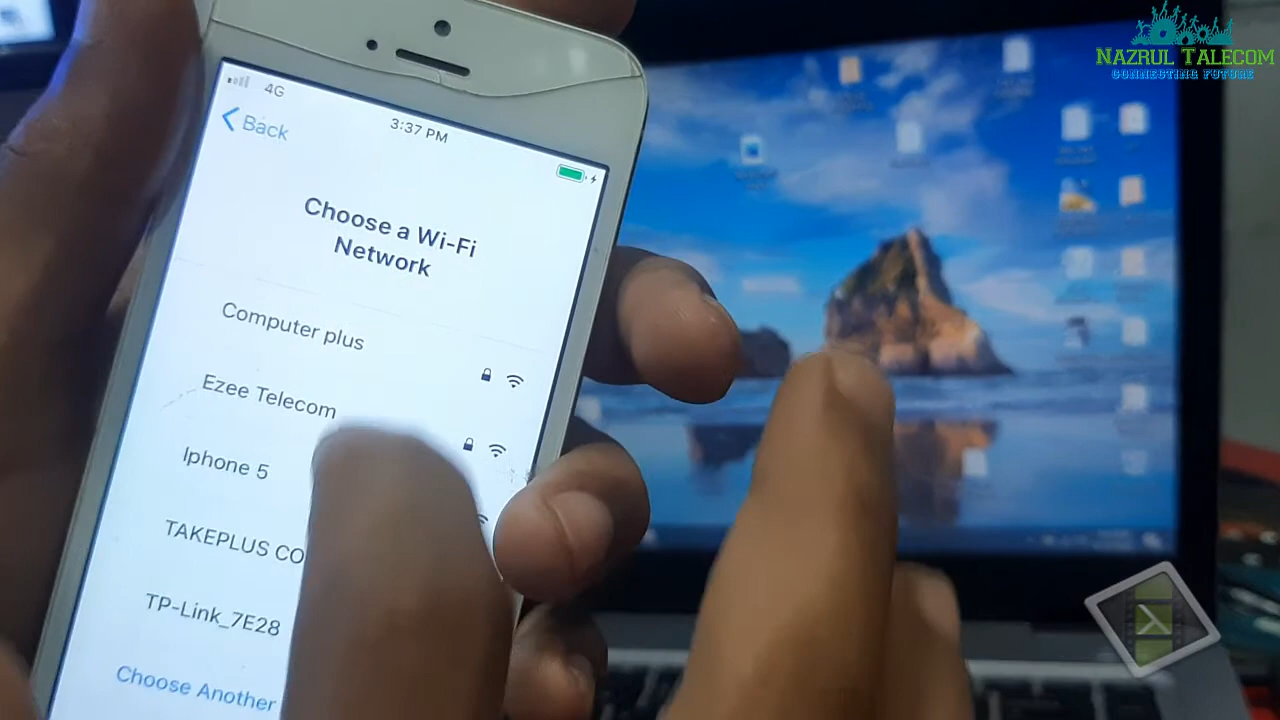 NAZRUL TALECOM
CONNECTING FUTURE
4G
3:37 PM
Back
Choose a Wi-Fi
Network
Computer plus
Ezee Telecom
Iphone 5
TAKEPLUS CO
TP-Link_7E28
Choose Another